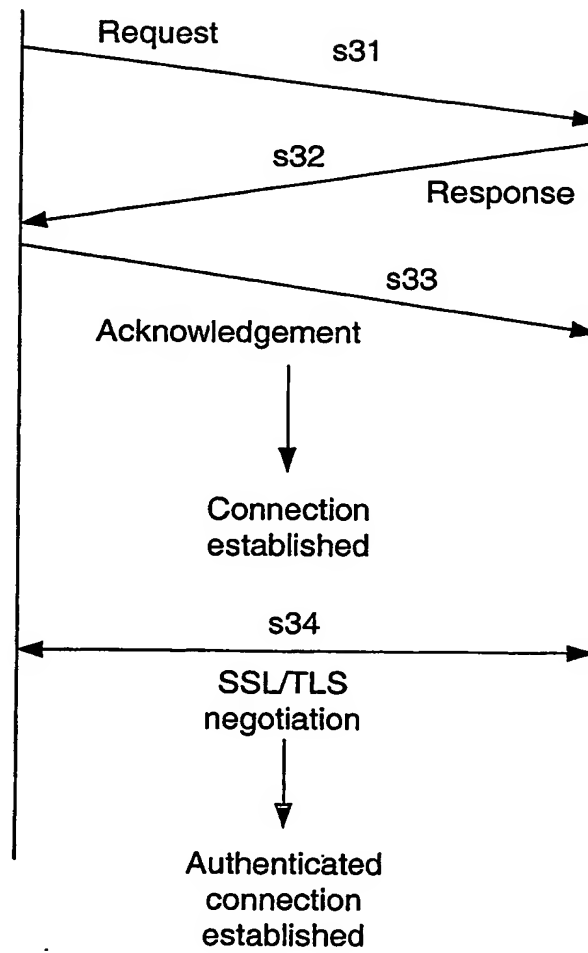 Request
s31
s32
Response
s33
Acknowledgement
Connection
established
s34
SSL/TLS
negotiation
Authenticated
connection
established